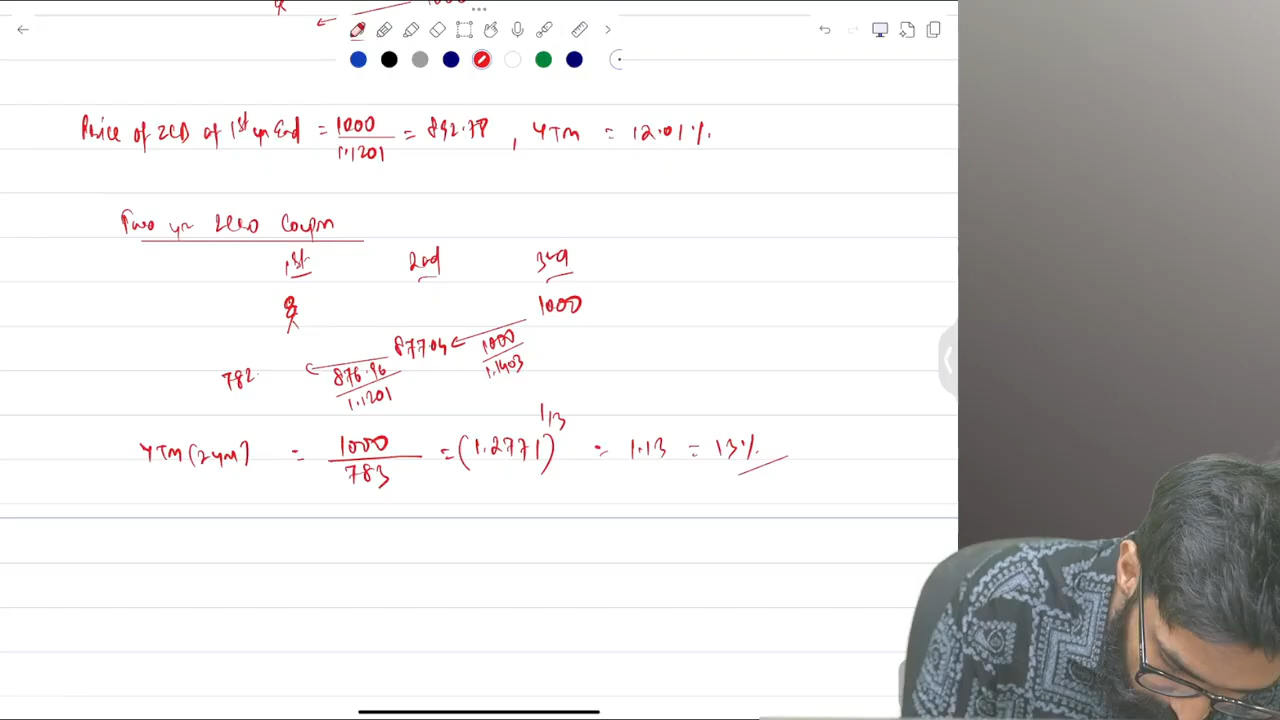 Price of ZCB at 1st yr End = 1000 / 1.1201 = 892.78 , YTM = 12.01%
Two yr Zero Coupon
1st 2nd 3rd
1000
877.04 1000 / 1.1403
782. 876.96 / 1.1201
YTM (2yrs) = 1000 / 783 = (1.2771)^1/3 = 1.13 = 13%